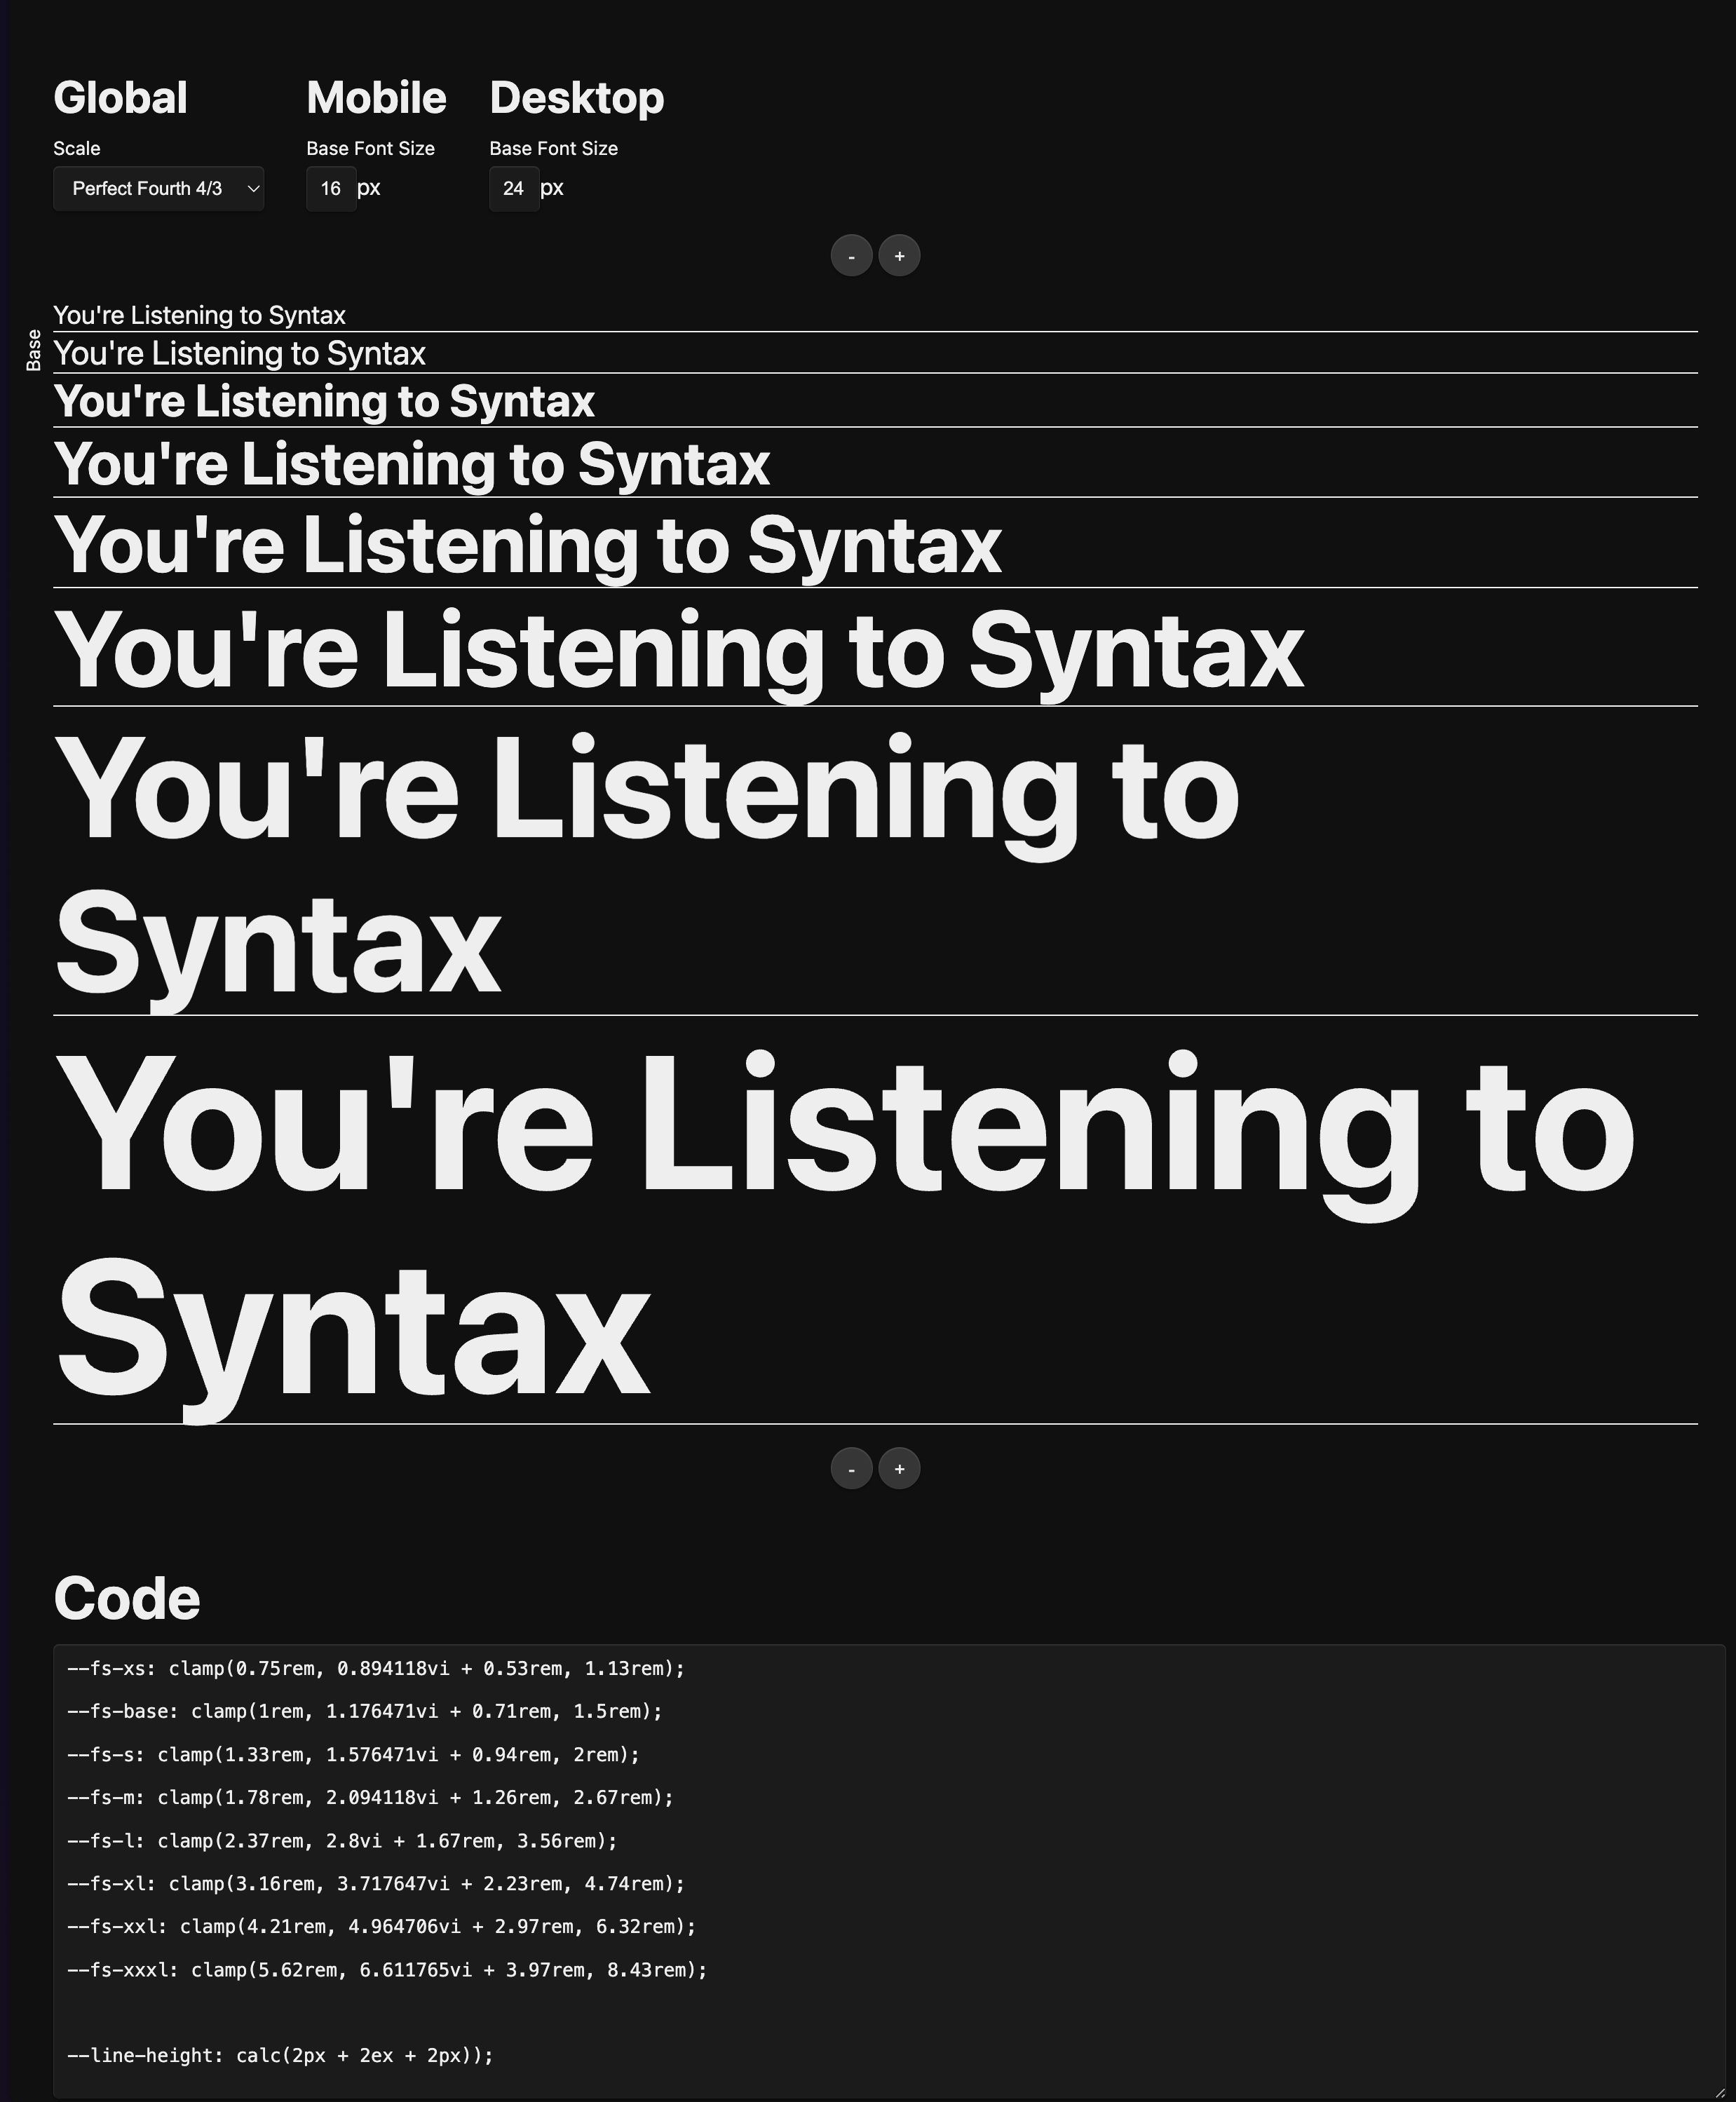 Global
Mobile
Desktop
Scale
Base Font Size
Base Font Size
Perfect Fourth 4/3
16 px
24 px
- +
Base
You're Listening to Syntax
You're Listening to Syntax
You're Listening to Syntax
You're Listening to Syntax
You're Listening to Syntax
You're Listening to Syntax
You're Listening to
Syntax
You're Listening to
Syntax
- +
Code
--fs-xs: clamp(0.75rem, 0.894118vi + 0.53rem, 1.13rem);
--fs-base: clamp(1rem, 1.176471vi + 0.71rem, 1.5rem);
--fs-s: clamp(1.33rem, 1.576471vi + 0.94rem, 2rem);
--fs-m: clamp(1.78rem, 2.094118vi + 1.26rem, 2.67rem);
--fs-l: clamp(2.37rem, 2.8vi + 1.67rem, 3.56rem);
--fs-xl: clamp(3.16rem, 3.717647vi + 2.23rem, 4.74rem);
--fs-xxl: clamp(4.21rem, 4.964706vi + 2.97rem, 6.32rem);
--fs-xxxl: clamp(5.62rem, 6.611765vi + 3.97rem, 8.43rem);
--line-height: calc(2px + 2ex + 2px));